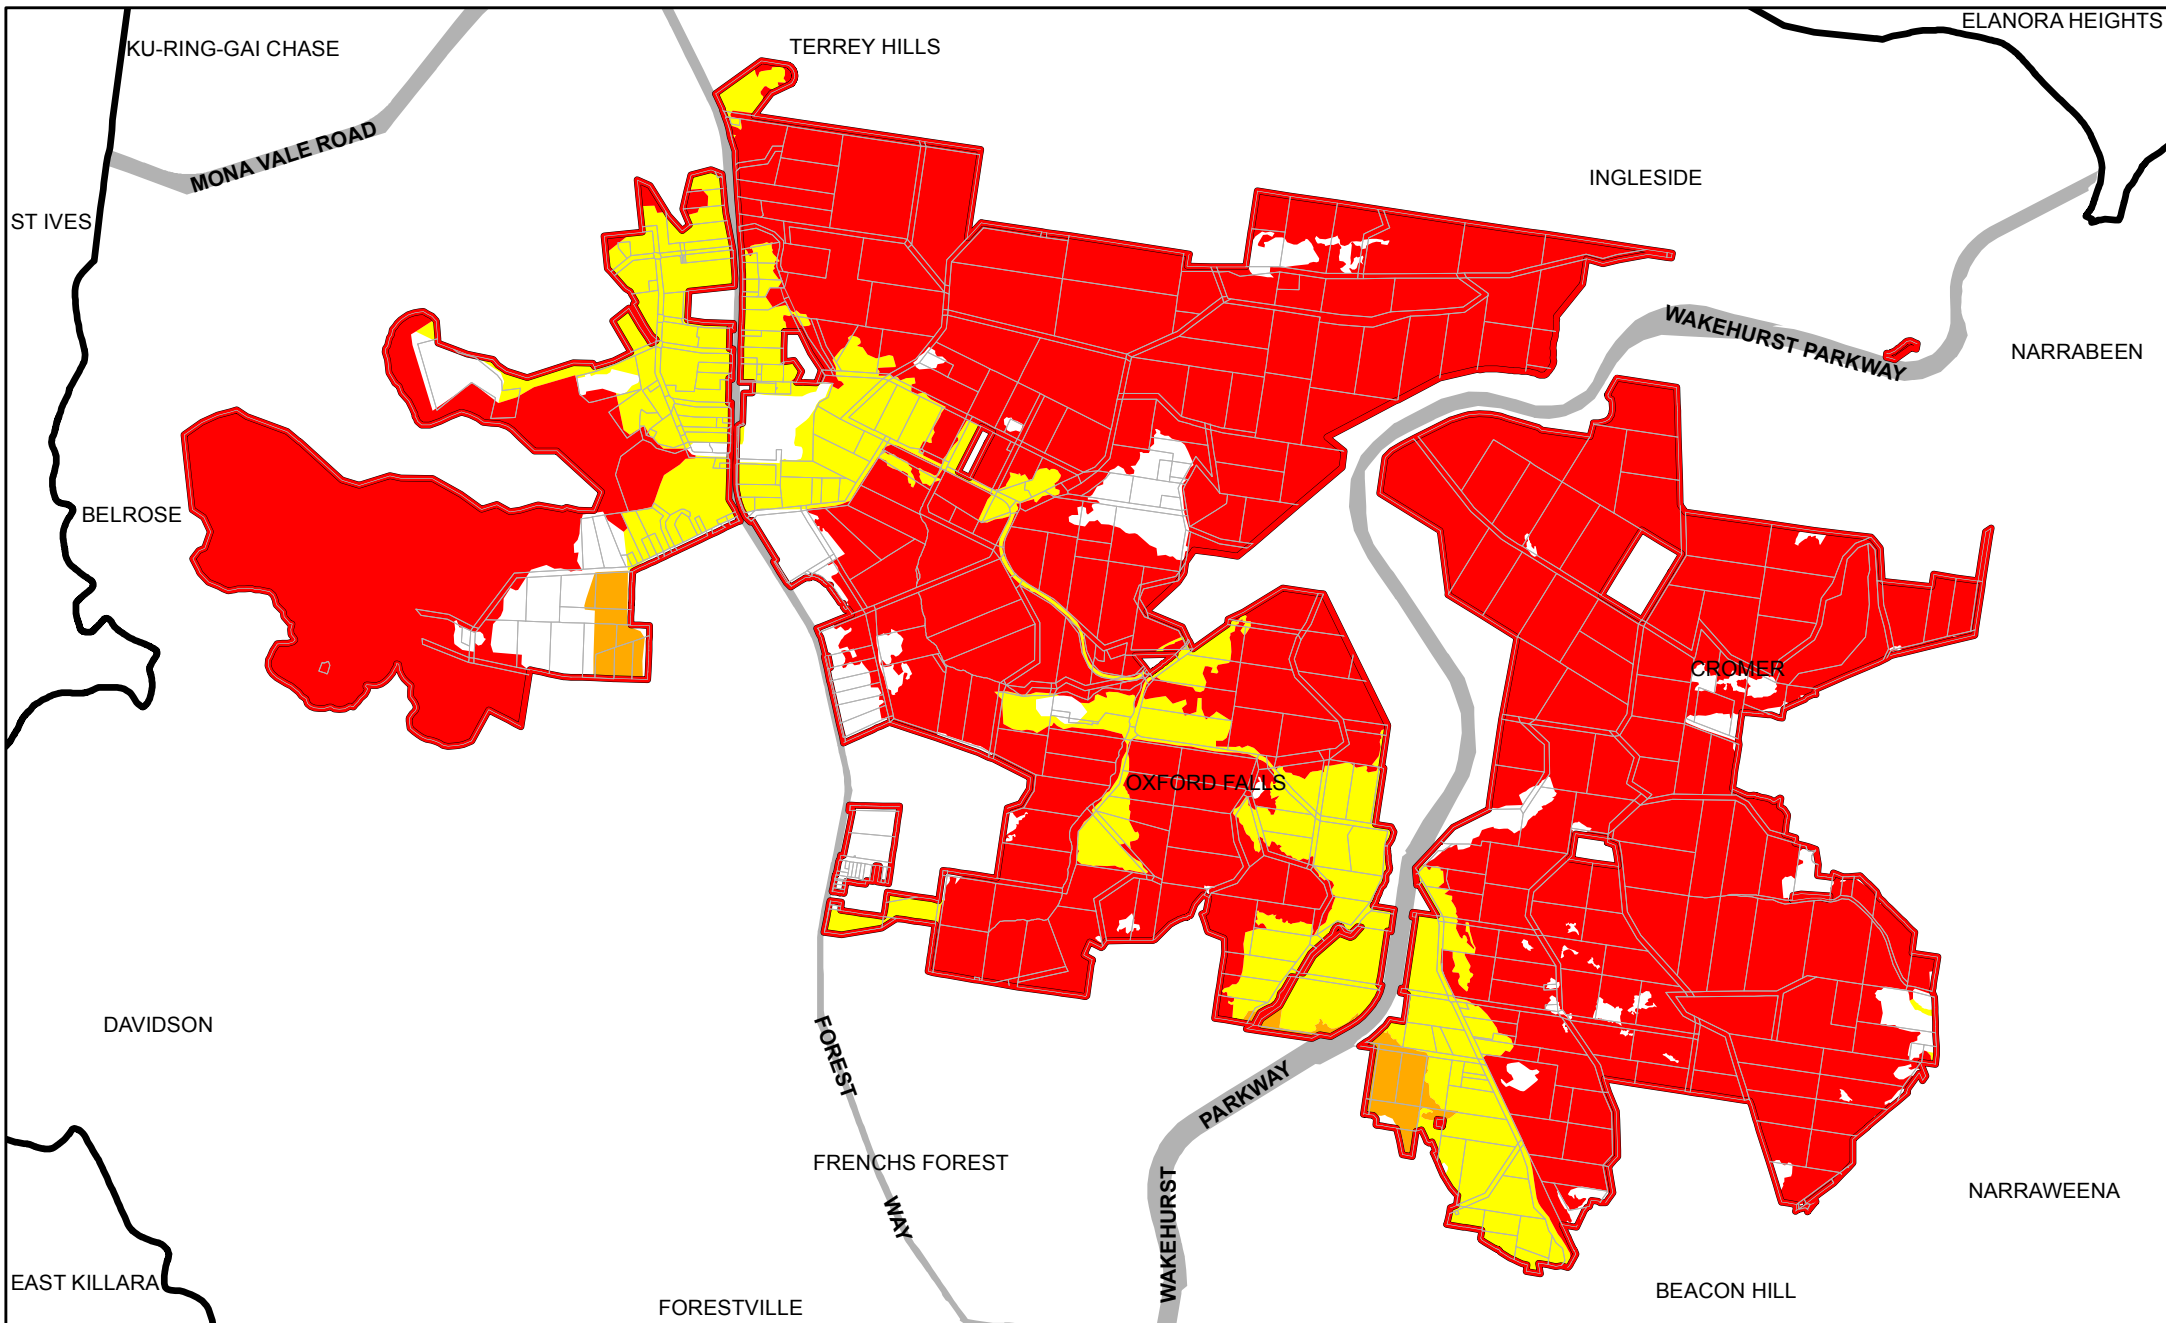 ELANORA HEIGHTS
KU-RING-GAI CHASE
TERREY HILLS
MONA VALE ROAD
INGLESIDE
ST IVES
WAKEHURST PARKWAY
NARRABEEN
BELROSE
CROMER
OXFORD FALLS
DAVIDSON
FOREST
WAY
PARKWAY
WAKEHURST
FRENCHS FOREST
NARRAWEENA
EAST KILLARA
BEACON HILL
FORESTVILLE